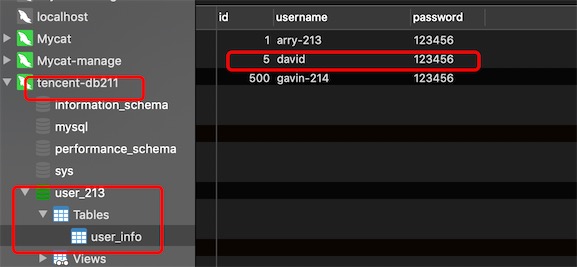 localhost
Mycat
Mycat-manage
tencent-db211
information_schema
mysql
performance_schema
sys
user_213
Tables
user_info
Views
id username password
1 arry-213 123456
5 david 123456
500 gavin-214 123456